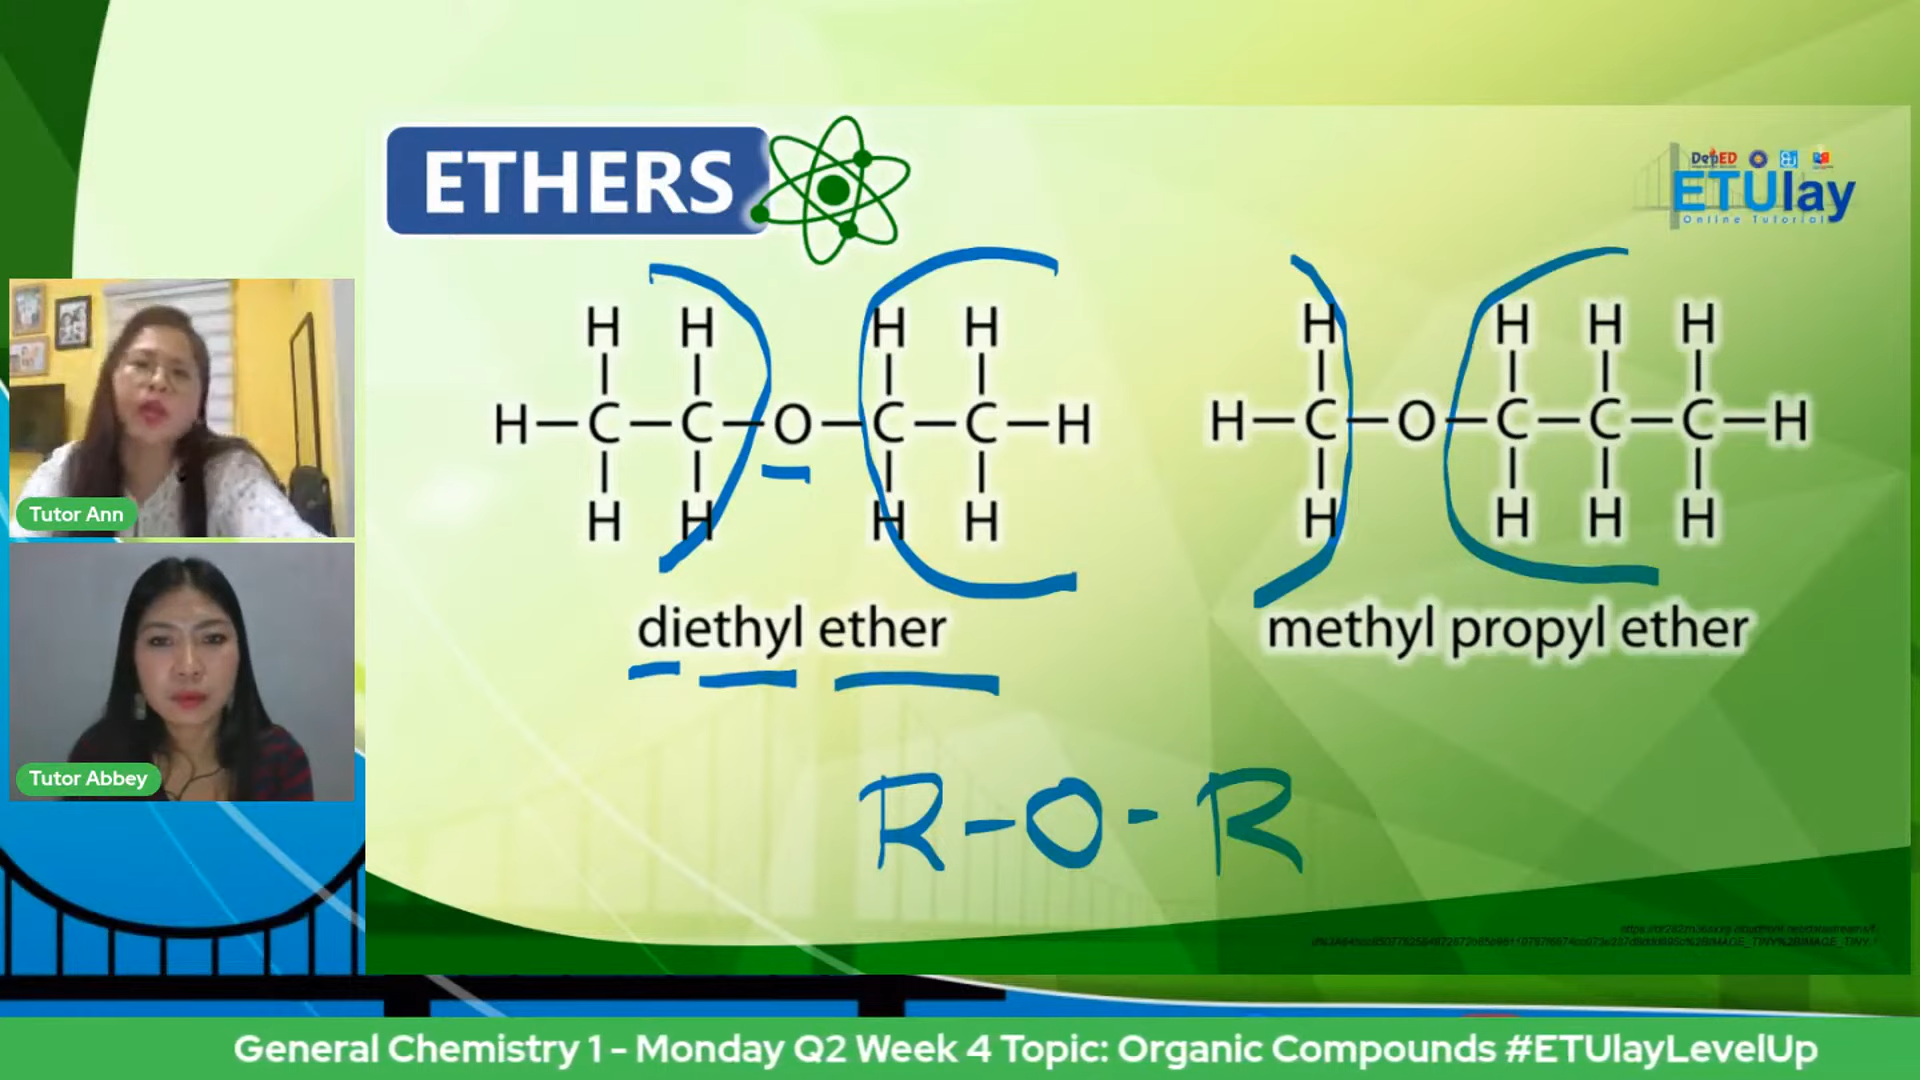 ETHERS
DepED
ETUlay
Online Tutorial
H H H H
H-C-C-O-C-C-H
H H H H
diethyl ether
H H H H
H-C-O-C-C-C-H
H H H H
methyl propyl ether
R-O-R
Tutor Ann
Tutor Abbey
General Chemistry 1 - Monday Q2 Week 4 Topic: Organic Compounds #ETUlayLevelUp